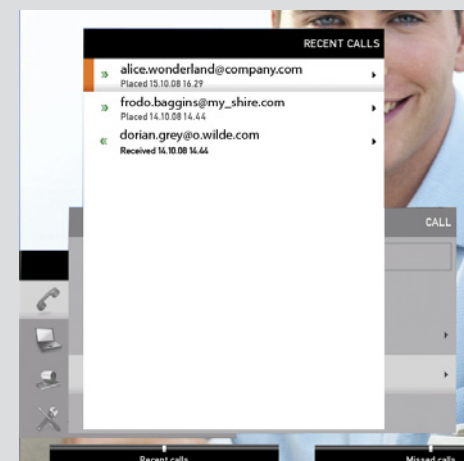 RECENT CALLS
alice.wonderland@company.com
Placed 15.10.08 16.29
frodo.baggins@my_shire.com
Placed 14.10.08 14.44
dorian.grey@o.wilde.com
Received 14.10.08 14.44
CALL
Recent calls
Missed calls